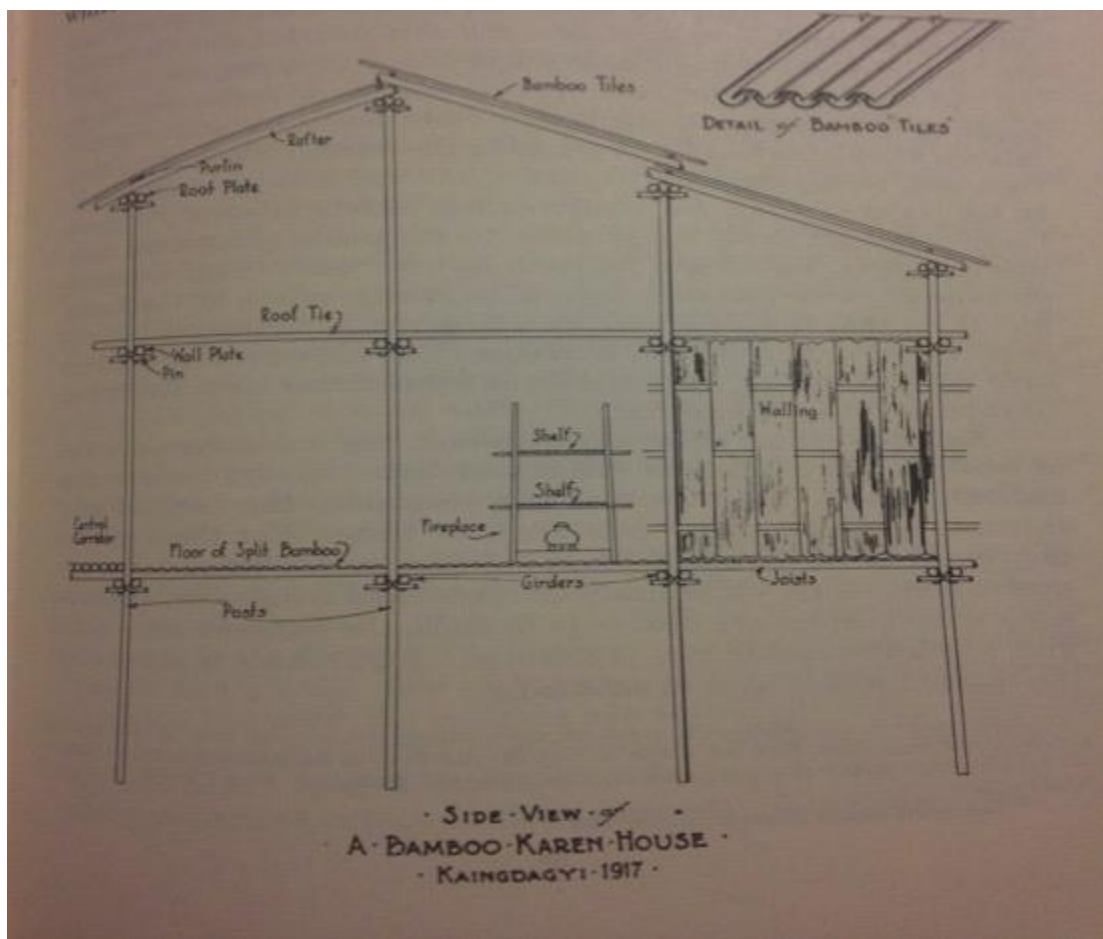 Bamboo Tiles
DETAIL of BAMBOO "TILES"
Rafter
Purlin
Roof Plate
Roof Tie
Wall Plate
Pin
Walling
Shelf
Shelf
Fireplace
Central
Corridor
Floor of Split Bamboo
Girders
Joists
Posts
· SIDE · VIEW · of ·
· A · BAMBOO · KAREN · HOUSE ·
· KAINGDAGYI · 1917 ·